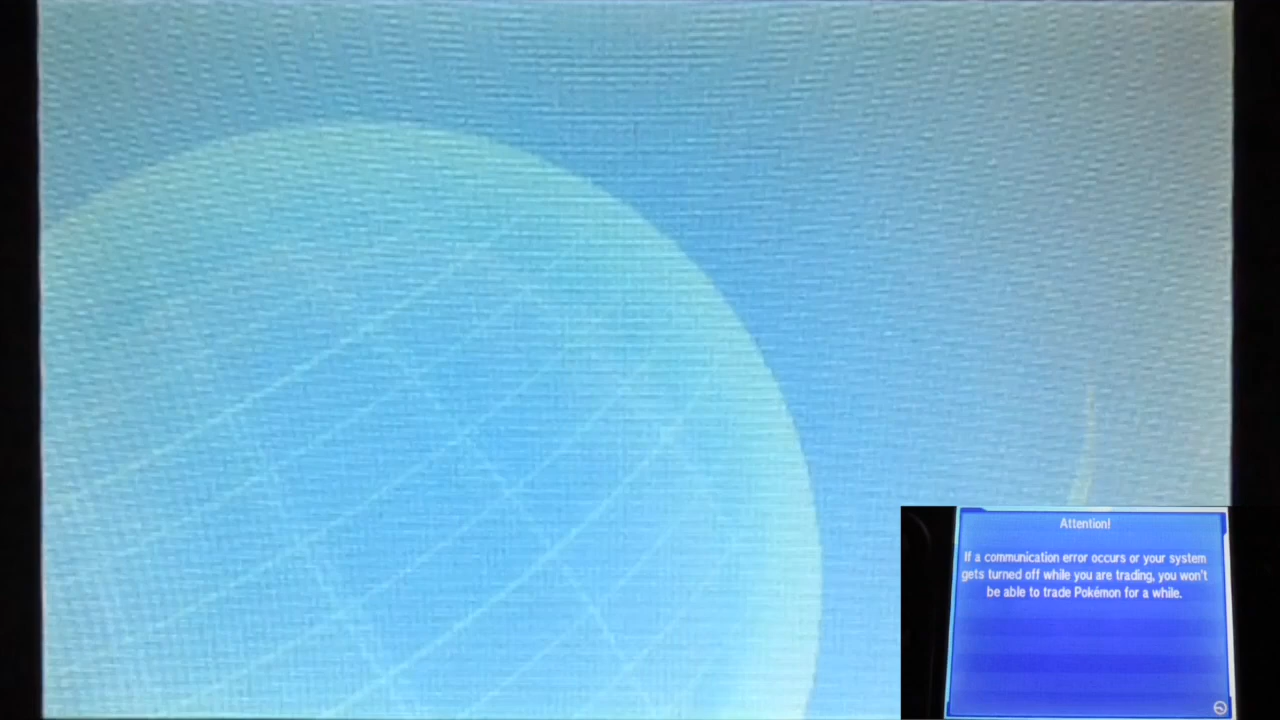 Attention!
If a communication error occurs or your system
gets turned off while you are trading, you won't
be able to trade Pokémon for a while.